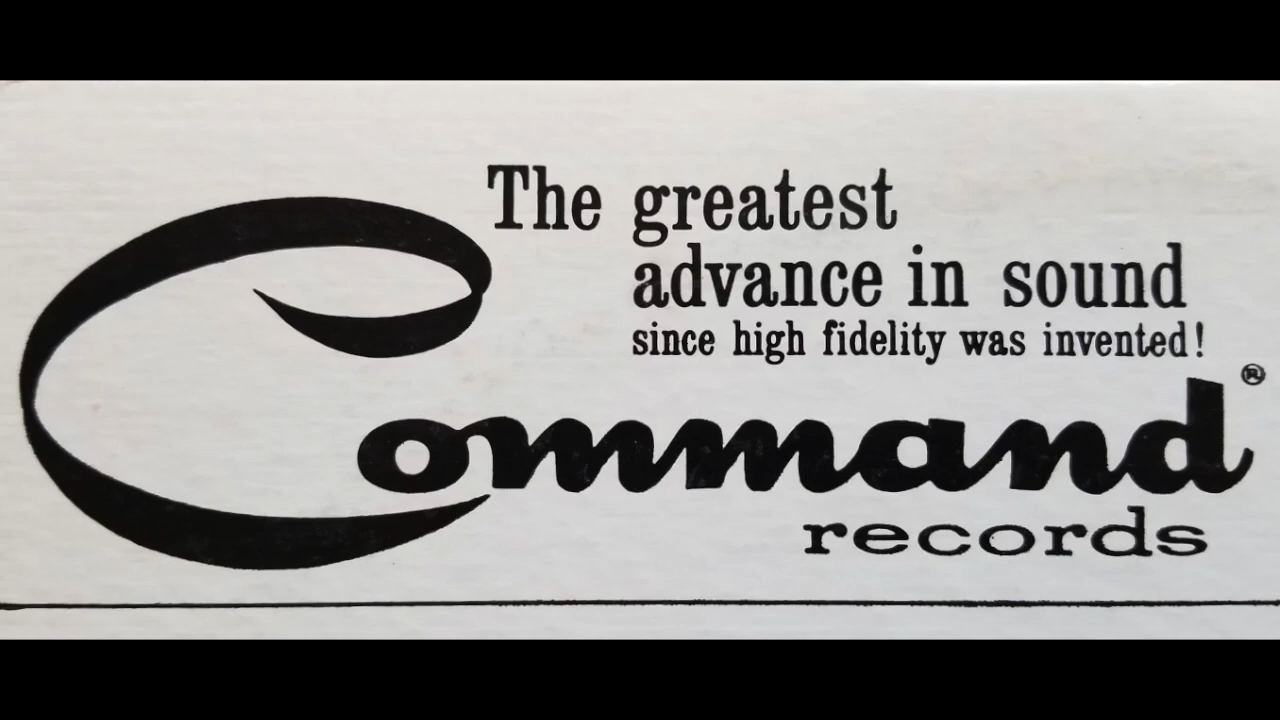 The greatest
advance in sound
since high fidelity was invented!
Command®
records